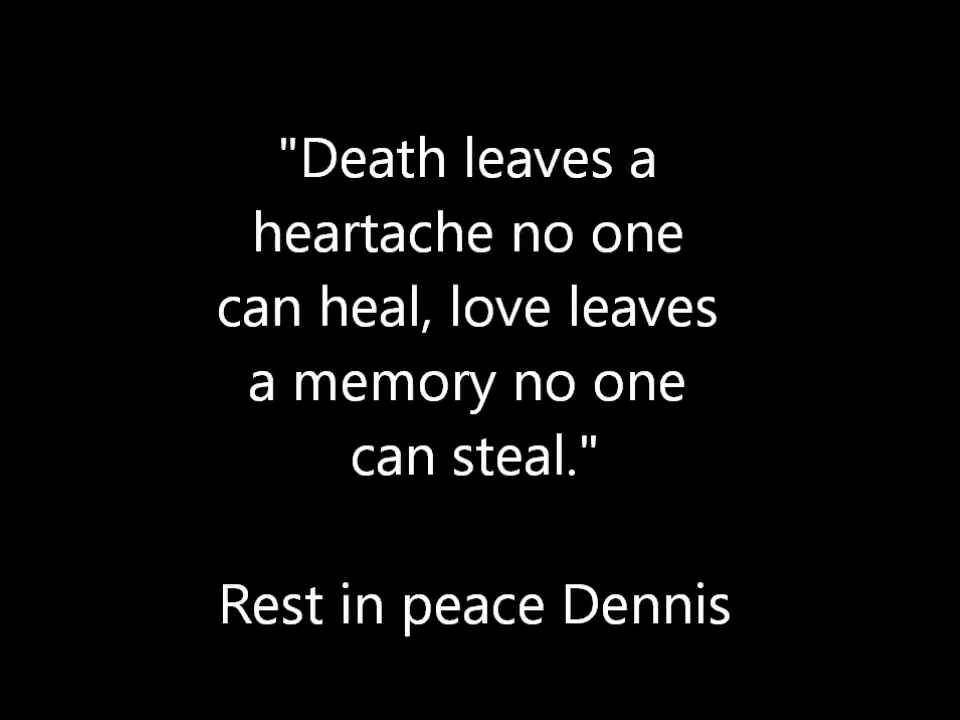 "Death leaves a
heartache no one
can heal, love leaves
a memory no one
can steal."
Rest in peace Dennis